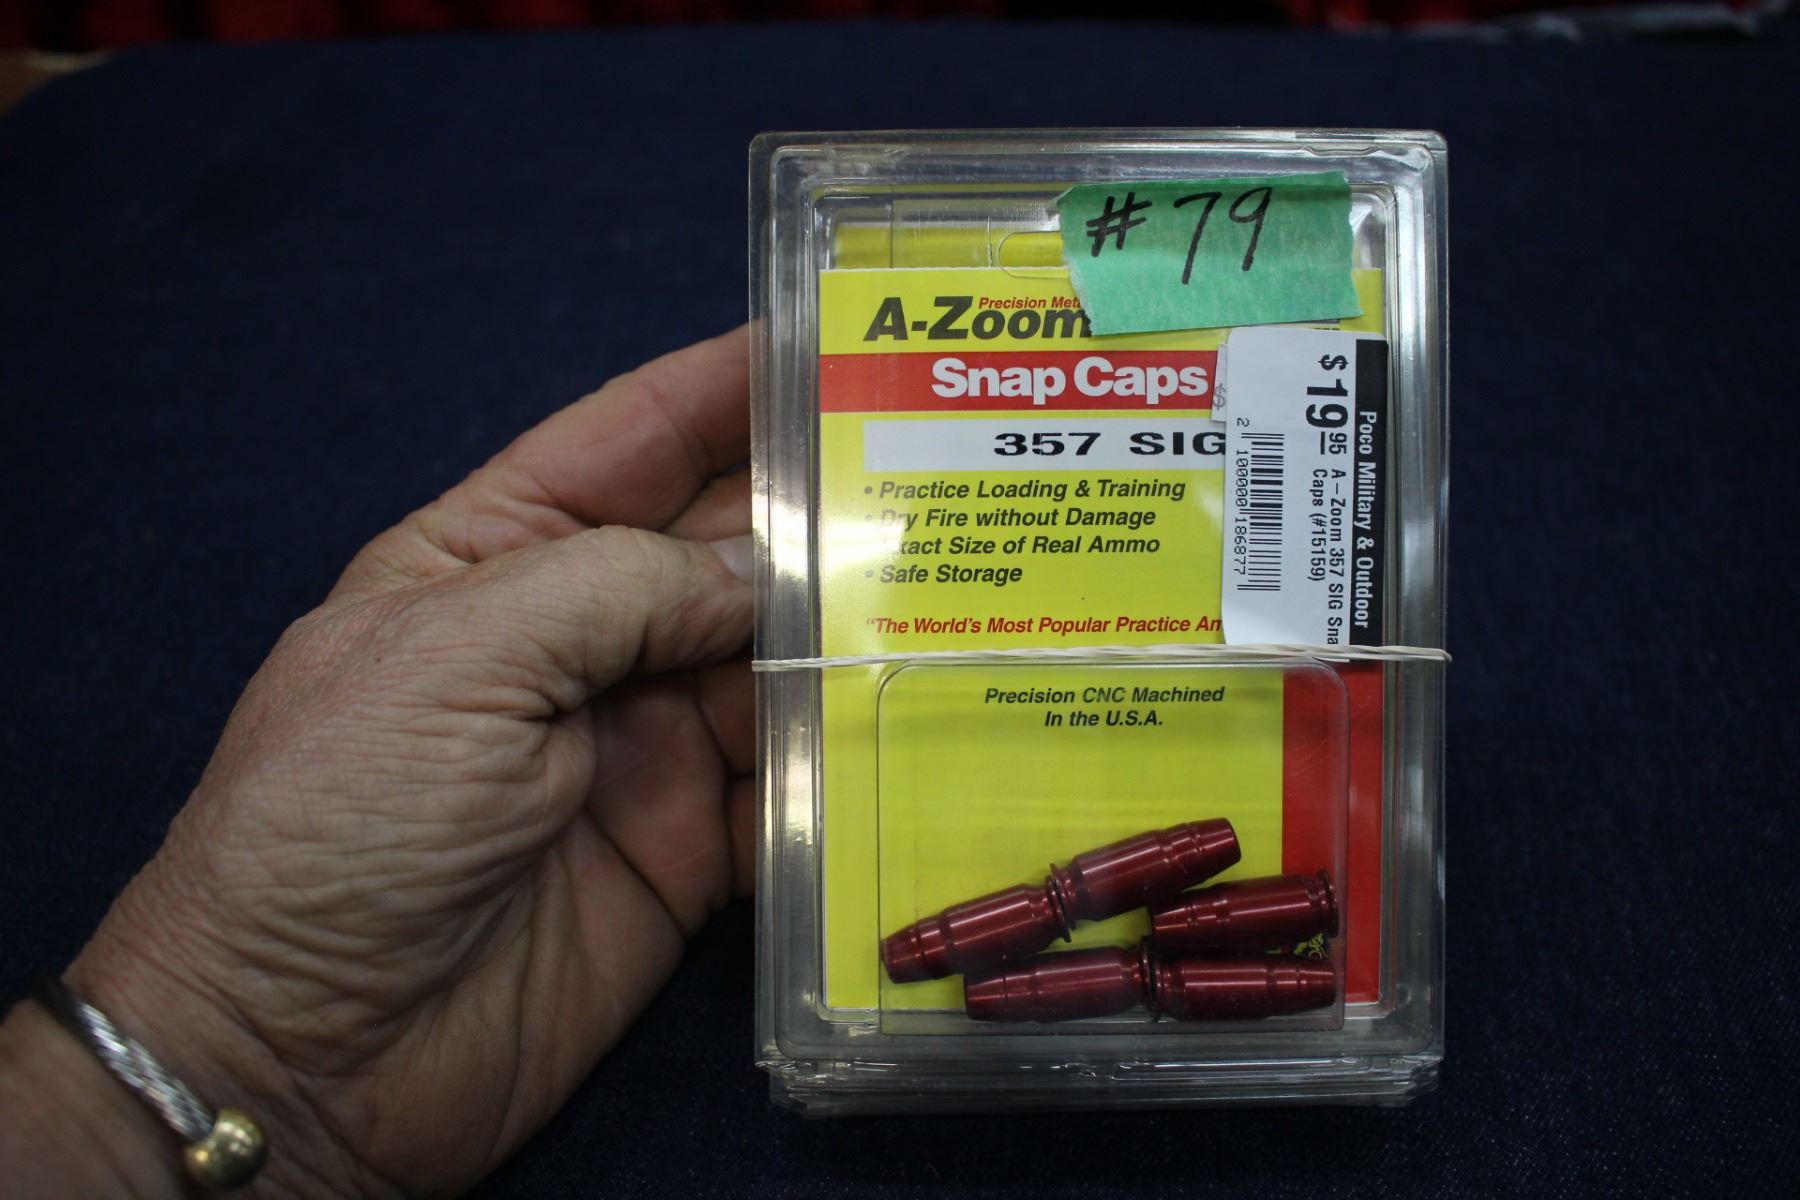 #79
Precision
A-Zoom
Snap Caps
357 SIG
• Practice Loading & Training
• Dry Fire without Damage
Exact Size of Real Ammo
• Safe Storage
"The World's Most Popular Practice
Precision CNC Machined
In the U.S.A.
Poco Military & Outdoor
$19.95
A-Zoom 357 SIG Sna
Caps (#15159)
2 100000 186877
$